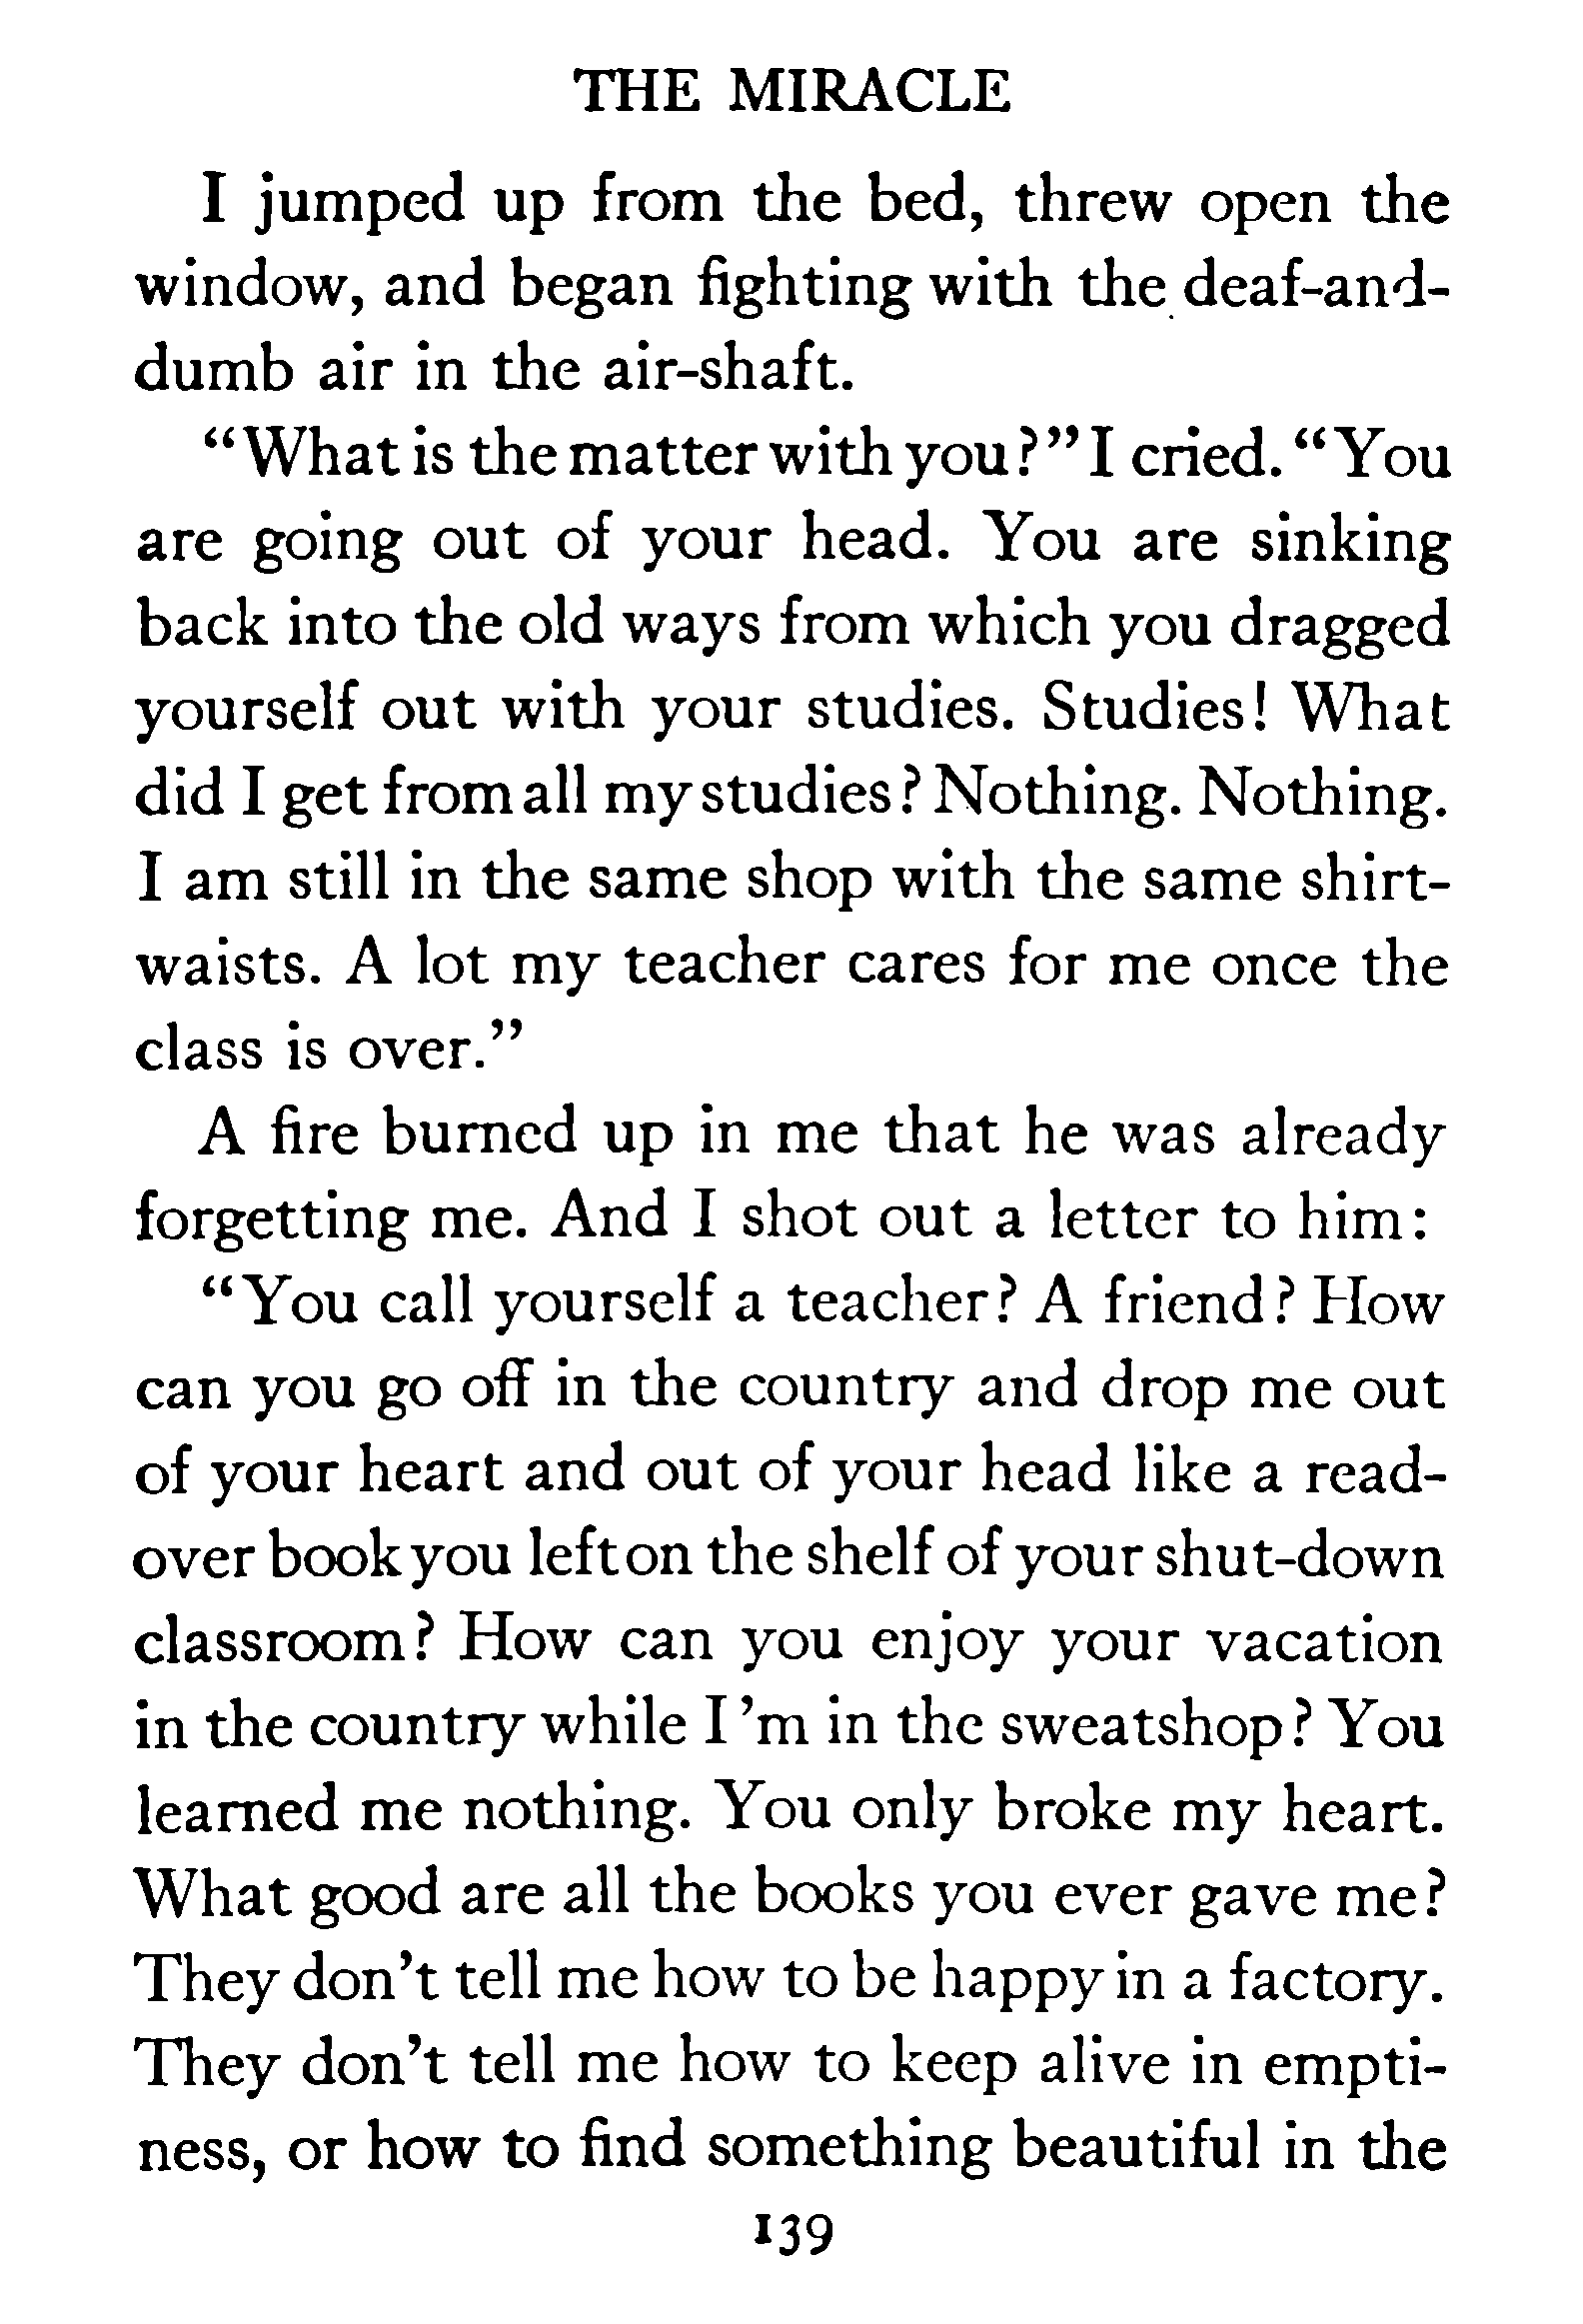 THE MIRACLE
I jumped up from the bed, threw open the
window, and began fighting with the deaf-and-
dumb air in the air-shaft.
“What is the matter with you?” I cried. “You
are going out of your head. You are sinking
back into the old ways from which you dragged
yourself out with your studies. Studies! What
did I get from all my studies? Nothing. Nothing.
I am still in the same shop with the same shirt-
waists. A lot my teacher cares for me once the
class is over.”
A fire burned up in me that he was already
forgetting me. And I shot out a letter to him:
“You call yourself a teacher? A friend? How
can you go off in the country and drop me out
of your heart and out of your head like a read-
over book you left on the shelf of your shut-down
classroom? How can you enjoy your vacation
in the country while I'm in the sweatshop? You
learned me nothing. You only broke my heart.
What good are all the books you ever gave me?
They don't tell me how to be happy in a factory.
They don't tell me how to keep alive in empti-
ness, or how to find something beautiful in the
139